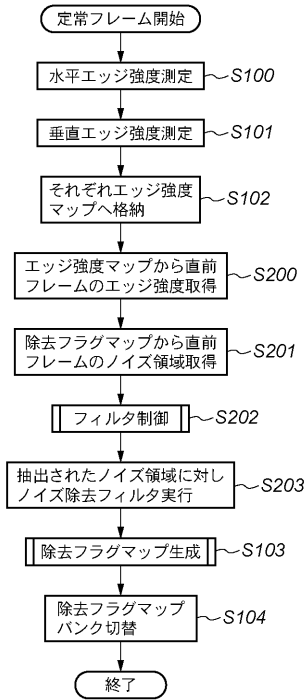 定常フレーム開始
水平エッジ強度測定
S100
垂直エッジ強度測定
S101
それぞれエッジ強度
マップへ格納
S102
エッジ強度マップから直前
フレームのエッジ強度取得
S200
除去フラグマップから直前
フレームのノイズ領域取得
S201
フィルタ制御
S202
抽出されたノイズ領域に対し
ノイズ除去フィルタ実行
S203
除去フラグマップ生成
S103
除去フラグマップ
バンク切替
S104
終了